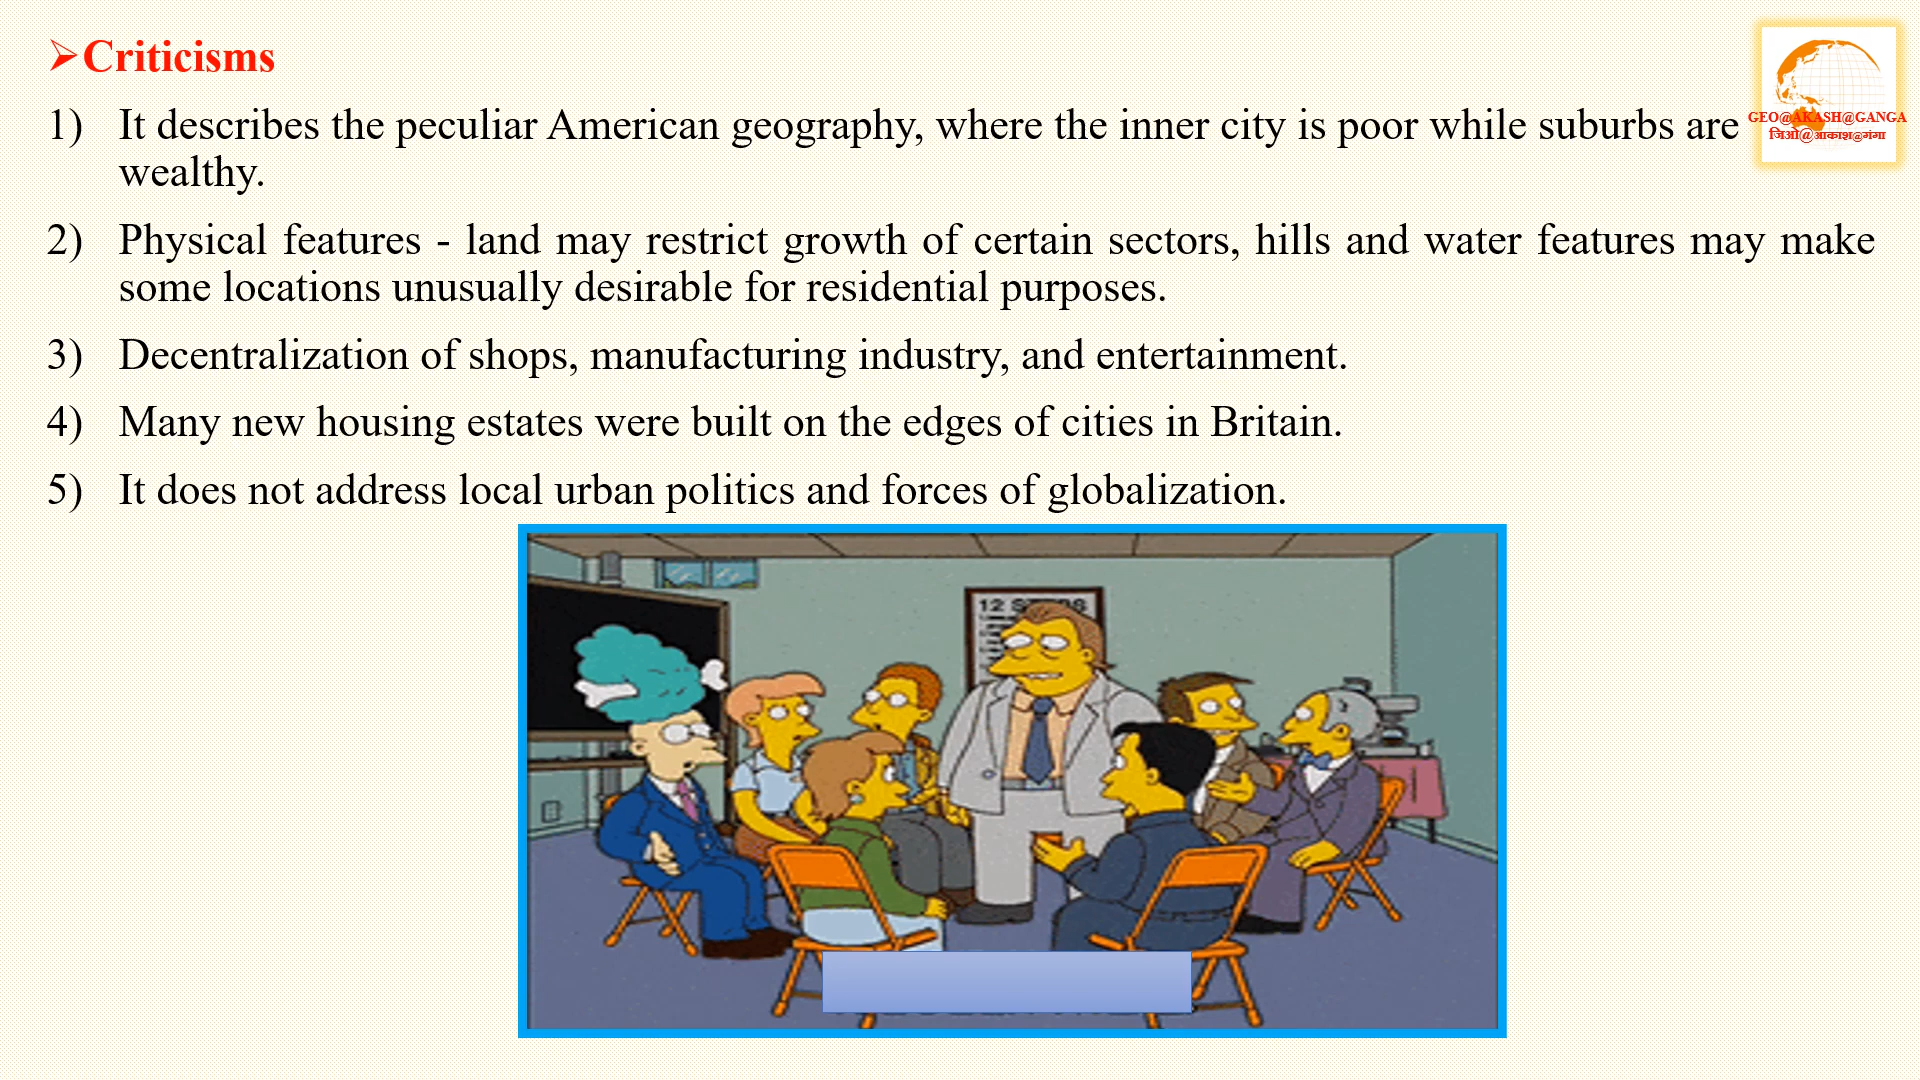 ➢Criticisms
1) It describes the peculiar American geography, where the inner city is poor while suburbs are
wealthy.
2) Physical features - land may restrict growth of certain sectors, hills and water features may make
some locations unusually desirable for residential purposes.
3) Decentralization of shops, manufacturing industry, and entertainment.
4) Many new housing estates were built on the edges of cities in Britain.
5) It does not address local urban politics and forces of globalization.
GEO@AKASH@GANGA
जिओ@आकाश@गंगा
12